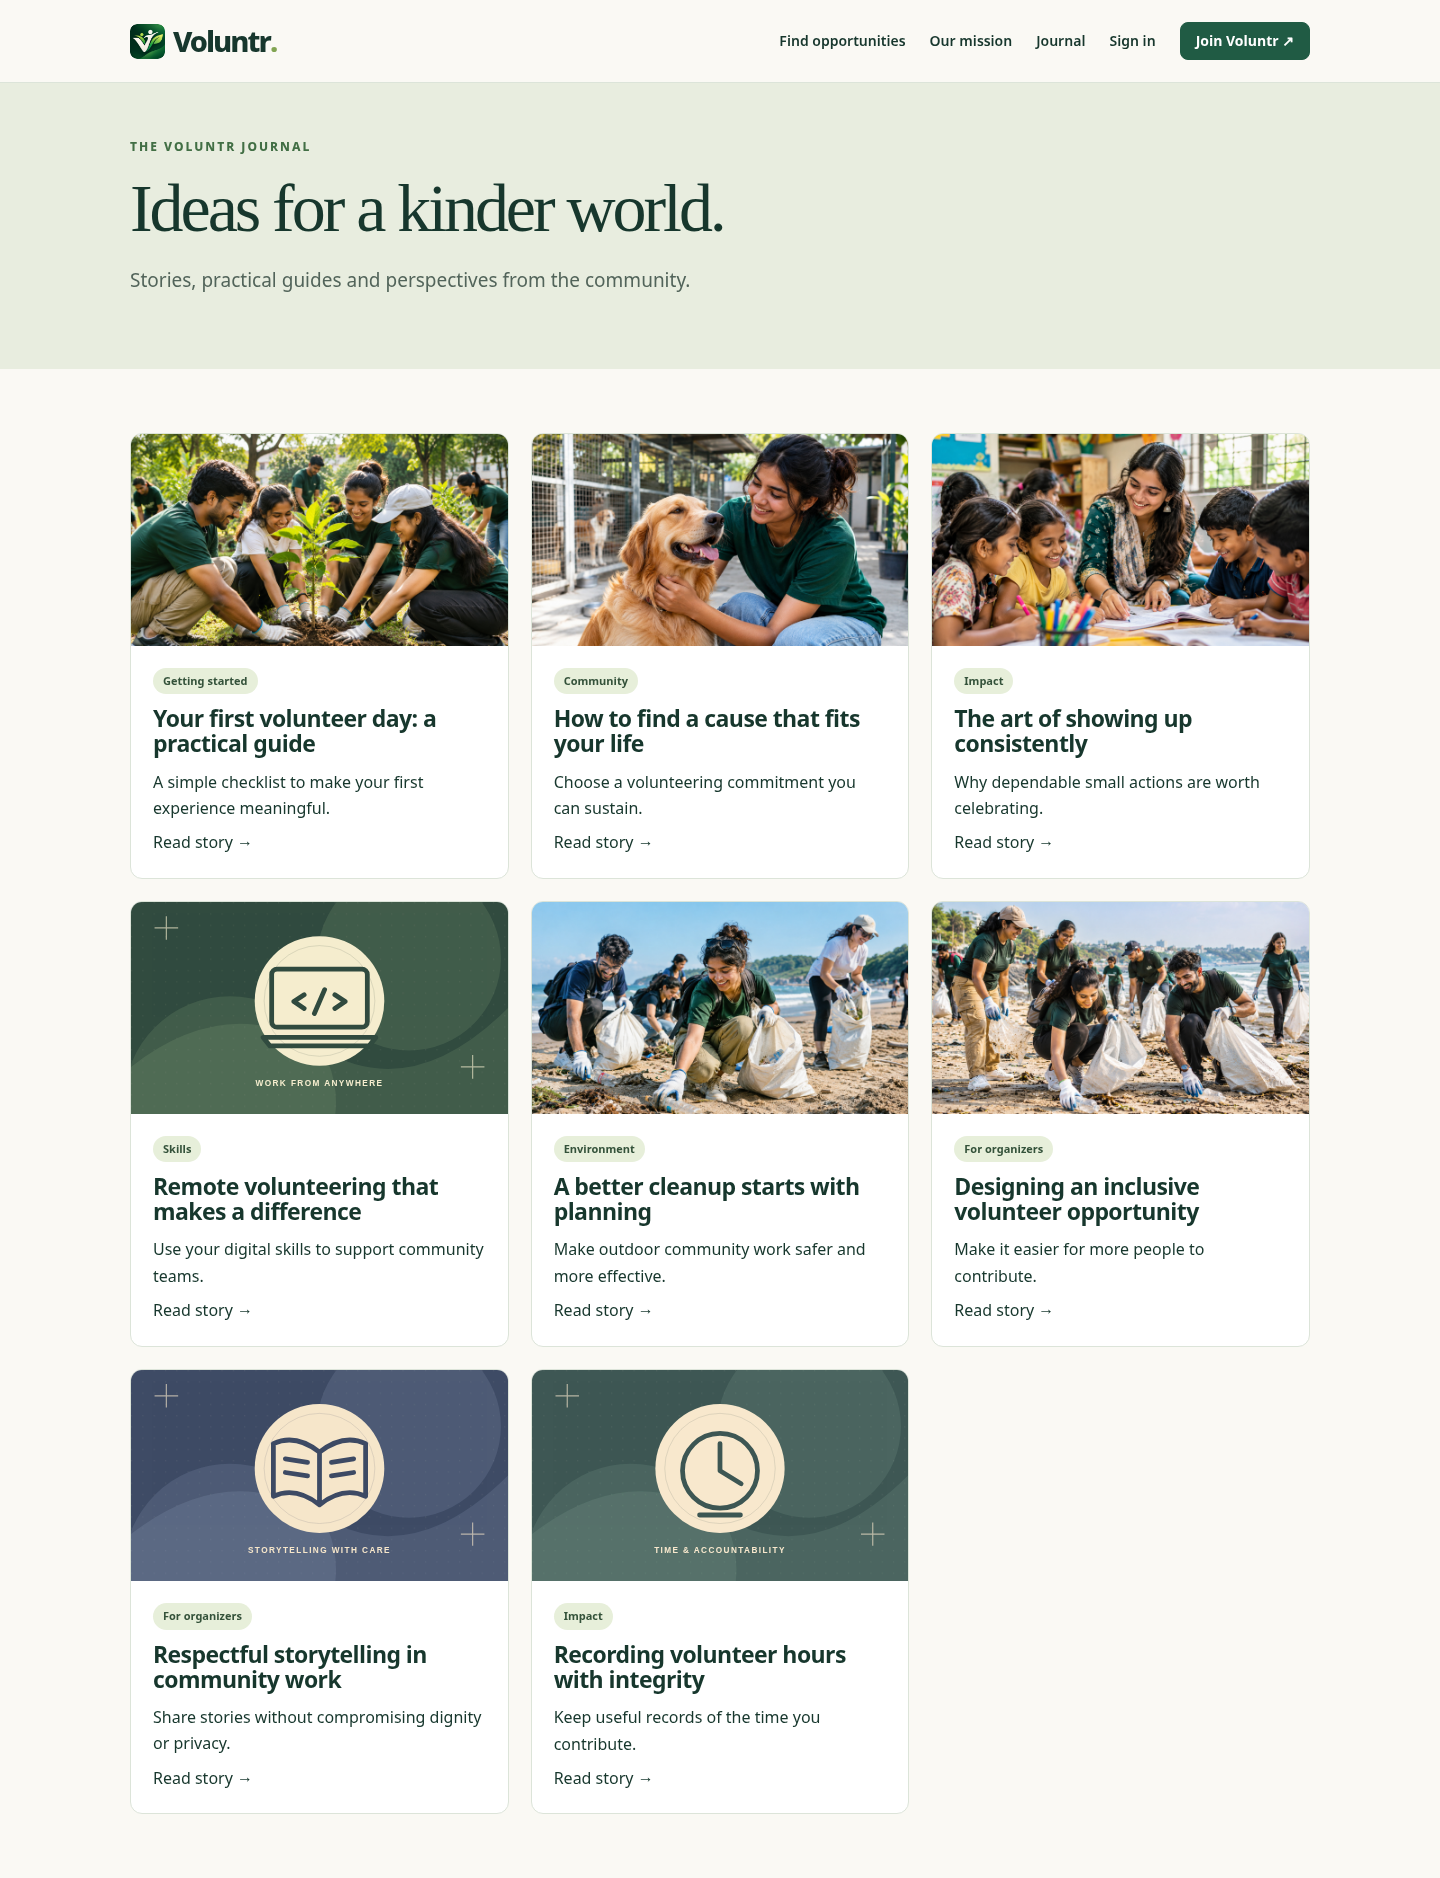 Voluntr.
Find opportunities
Our mission
Journal
Sign in
Join Voluntr ↗
THE VOLUNTR JOURNAL
Ideas for a kinder world.
Stories, practical guides and perspectives from the community.
Getting started
Your first volunteer day: a
practical guide
A simple checklist to make your first
experience meaningful.
Read story →
Community
How to find a cause that fits
your life
Choose a volunteering commitment you
can sustain.
Read story →
Impact
The art of showing up
consistently
Why dependable small actions are worth
celebrating.
Read story →
</>
WORK FROM ANYWHERE
Skills
Remote volunteering that
makes a difference
Use your digital skills to support community
teams.
Read story →
Environment
A better cleanup starts with
planning
Make outdoor community work safer and
more effective.
Read story →
For organizers
Designing an inclusive
volunteer opportunity
Make it easier for more people to
contribute.
Read story →
STORYTELLING WITH CARE
For organizers
Respectful storytelling in
community work
Share stories without compromising dignity
or privacy.
Read story →
TIME & ACCOUNTABILITY
Impact
Recording volunteer hours
with integrity
Keep useful records of the time you
contribute.
Read story →